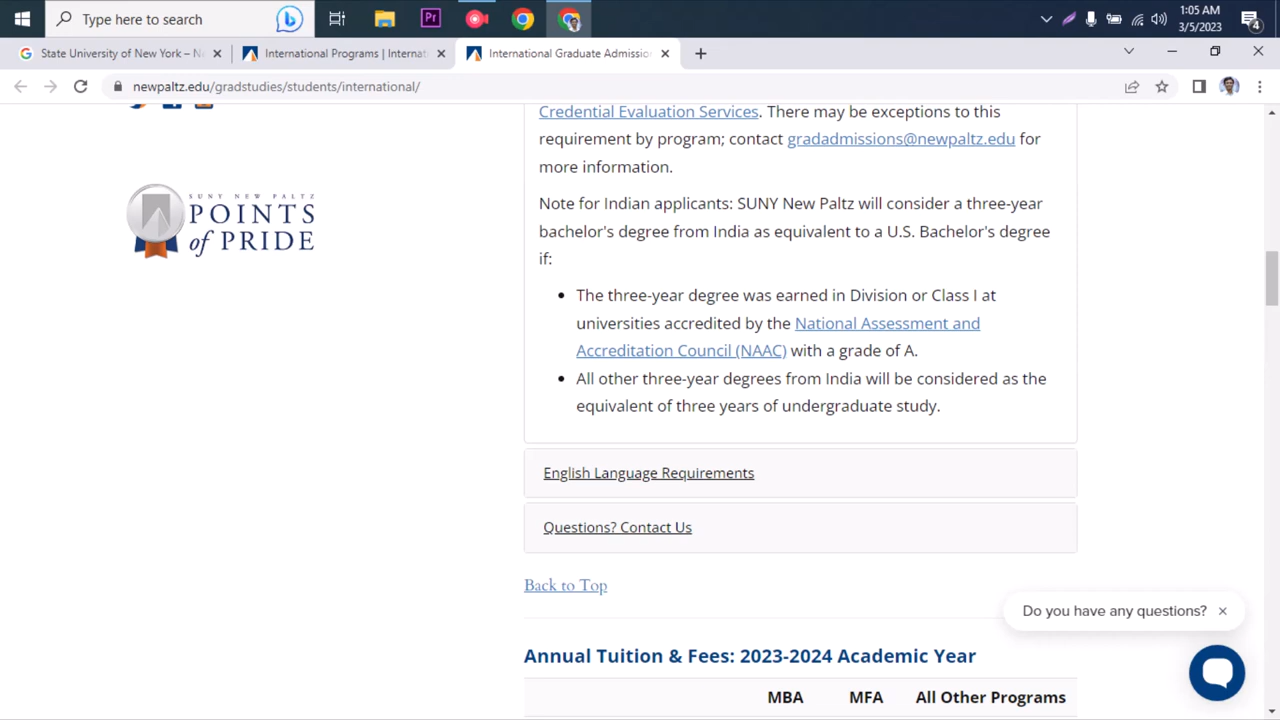 Type here to search
Pr
1:05 AM
3/5/2023
4
State University of New York – N
International Programs | Internat
International Graduate Admissio
newpaltz.edu/gradstudies/students/international/
Credential Evaluation Services. There may be exceptions to this
requirement by program; contact gradadmissions@newpaltz.edu for
more information.
SUNY NEW PALTZ
POINTS
of PRIDE
Note for Indian applicants: SUNY New Paltz will consider a three-year
bachelor's degree from India as equivalent to a U.S. Bachelor's degree
if:
The three-year degree was earned in Division or Class I at
universities accredited by the National Assessment and
Accreditation Council (NAAC) with a grade of A.
All other three-year degrees from India will be considered as the
equivalent of three years of undergraduate study.
English Language Requirements
Questions? Contact Us
Back to Top
Do you have any questions?
Annual Tuition & Fees: 2023-2024 Academic Year
MBA MFA All Other Programs